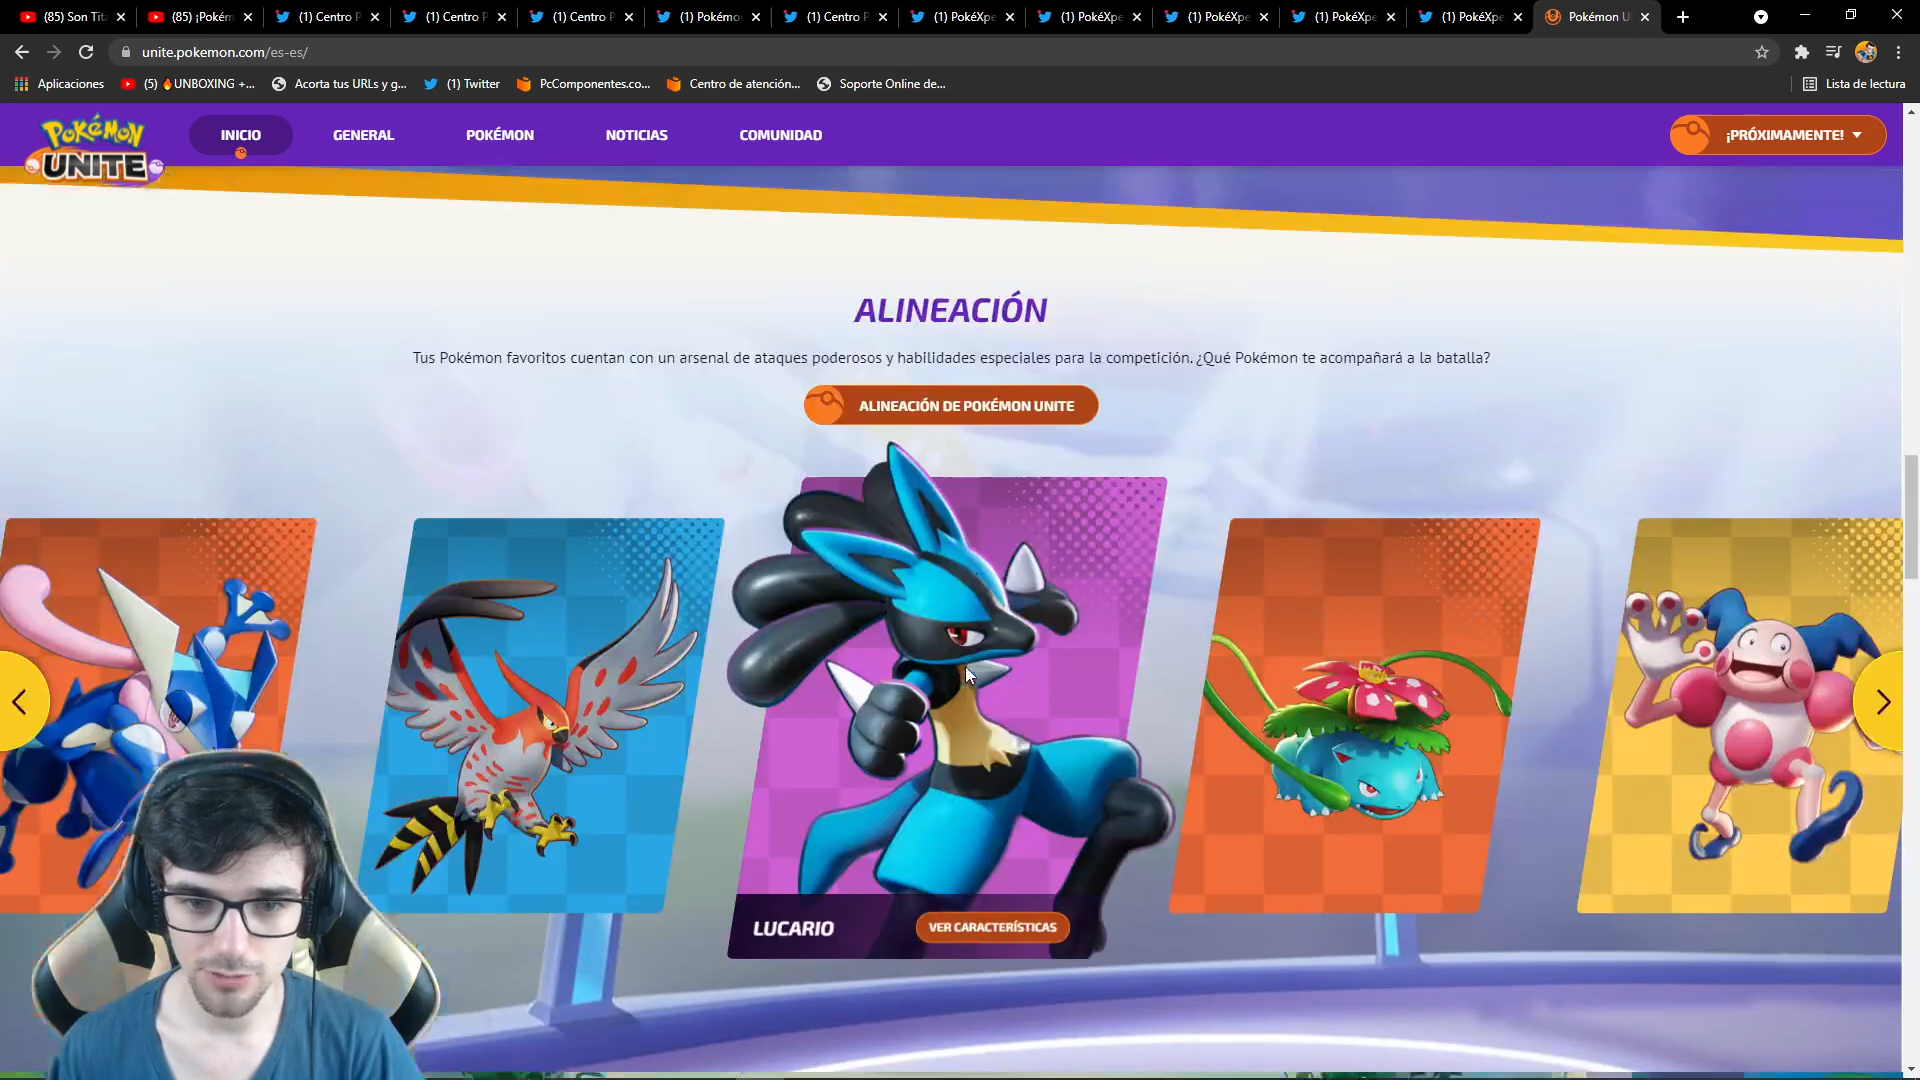 (85) Son Tita
(85) ¡Pokém
(1) Centro P
(1) Centro P
(1) Centro P
(1) Pokémon
(1) Centro P
(1) PokéXpe
(1) PokéXpe
(1) PokéXpe
(1) PokéXpe
(1) PokéXpe
Pokémon U
unite.pokemon.com/es-es/
Aplicaciones
(5) 🔥UNBOXING +...
Acorta tus URLs y g...
(1) Twitter
PcComponentes.co...
Centro de atención...
Soporte Online de...
Lista de lectura
POKÉMON
UNITE
INICIO
GENERAL
POKÉMON
NOTICIAS
COMUNIDAD
¡PRÓXIMAMENTE!
ALINEACIÓN
Tus Pokémon favoritos cuentan con un arsenal de ataques poderosos y habilidades especiales para la competición. ¿Qué Pokémon te acompañará a la batalla?
ALINEACIÓN DE POKÉMON UNITE
LUCARIO
VER CARACTERÍSTICAS